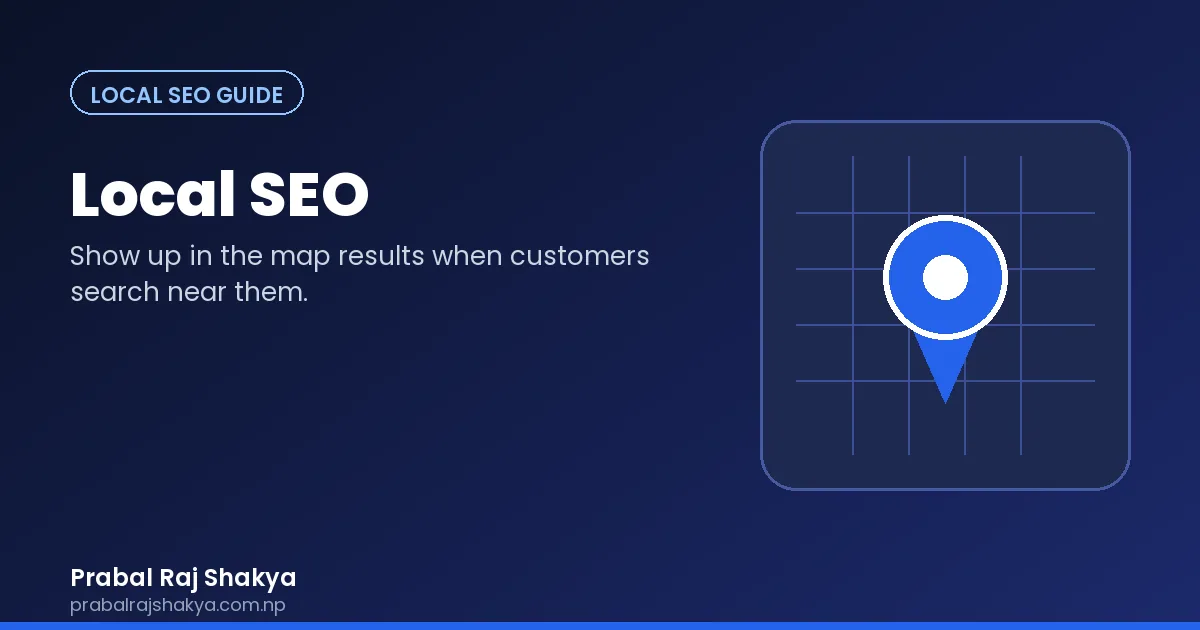 LOCAL SEO GUIDE
Local SEO
Show up in the map results when customers
search near them.
Prabal Raj Shakya
prabalrajshakya.com.np